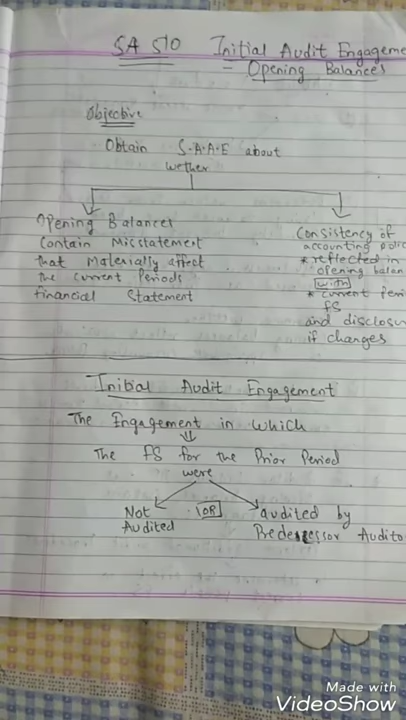 SA 510 Initial Audit Engageme
- Opening Balances
Objective
Obtain S.A.A.E about
wether
Opening Balances
Contain Misstatement
that Materially affect
the current Periods
financial Statement
Consistency of
accounting polic
* reflected in
opening balan
with
* current peri
FS
and disclosur
if changes
Initial Audit Engagement
The Engagement in which
The FS for the Prior Period
were
Not
Audited
OR
audited by
Predessessor Audito
Made with
VideoShow